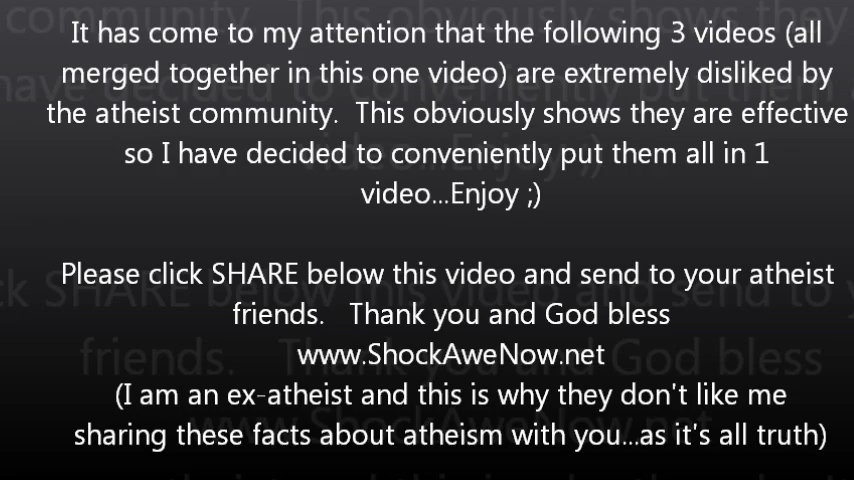 It has come to my attention that the following 3 videos (all
merged together in this one video) are extremely disliked by
the atheist community.  This obviously shows they are effective
so I have decided to conveniently put them all in 1
video...Enjoy ;)
Please click SHARE below this video and send to your atheist
friends.   Thank you and God bless
www.ShockAweNow.net
(I am an ex-atheist and this is why they don't like me
sharing these facts about atheism with you...as it's all truth)